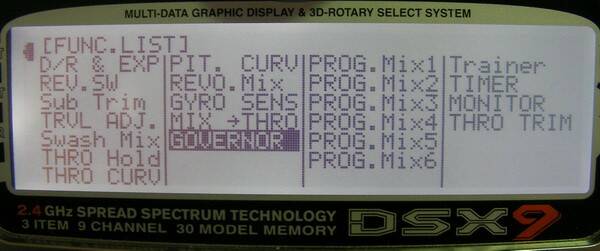 MULTI-DATA GRAPHIC DISPLAY & 3D-ROTARY SELECT SYSTEM
[FUNC.LIST]
D/R & EXP
REV.SW
Sub Trim
TRVL ADJ.
Swash Mix
THRO Hold
THRO CURV
PIT. CURV
REVO.Mix
GYRO SENS
MIX →THRO
GOVERNOR
PROG.Mix1
PROG.Mix2
PROG.Mix3
PROG.Mix4
PROG.Mix5
PROG.Mix6
Trainer
TIMER
MONITOR
THRO TRIM
2.4 GHz SPREAD SPECTRUM TECHNOLOGY
3 ITEM 9 CHANNEL 30 MODEL MEMORY
DSX9